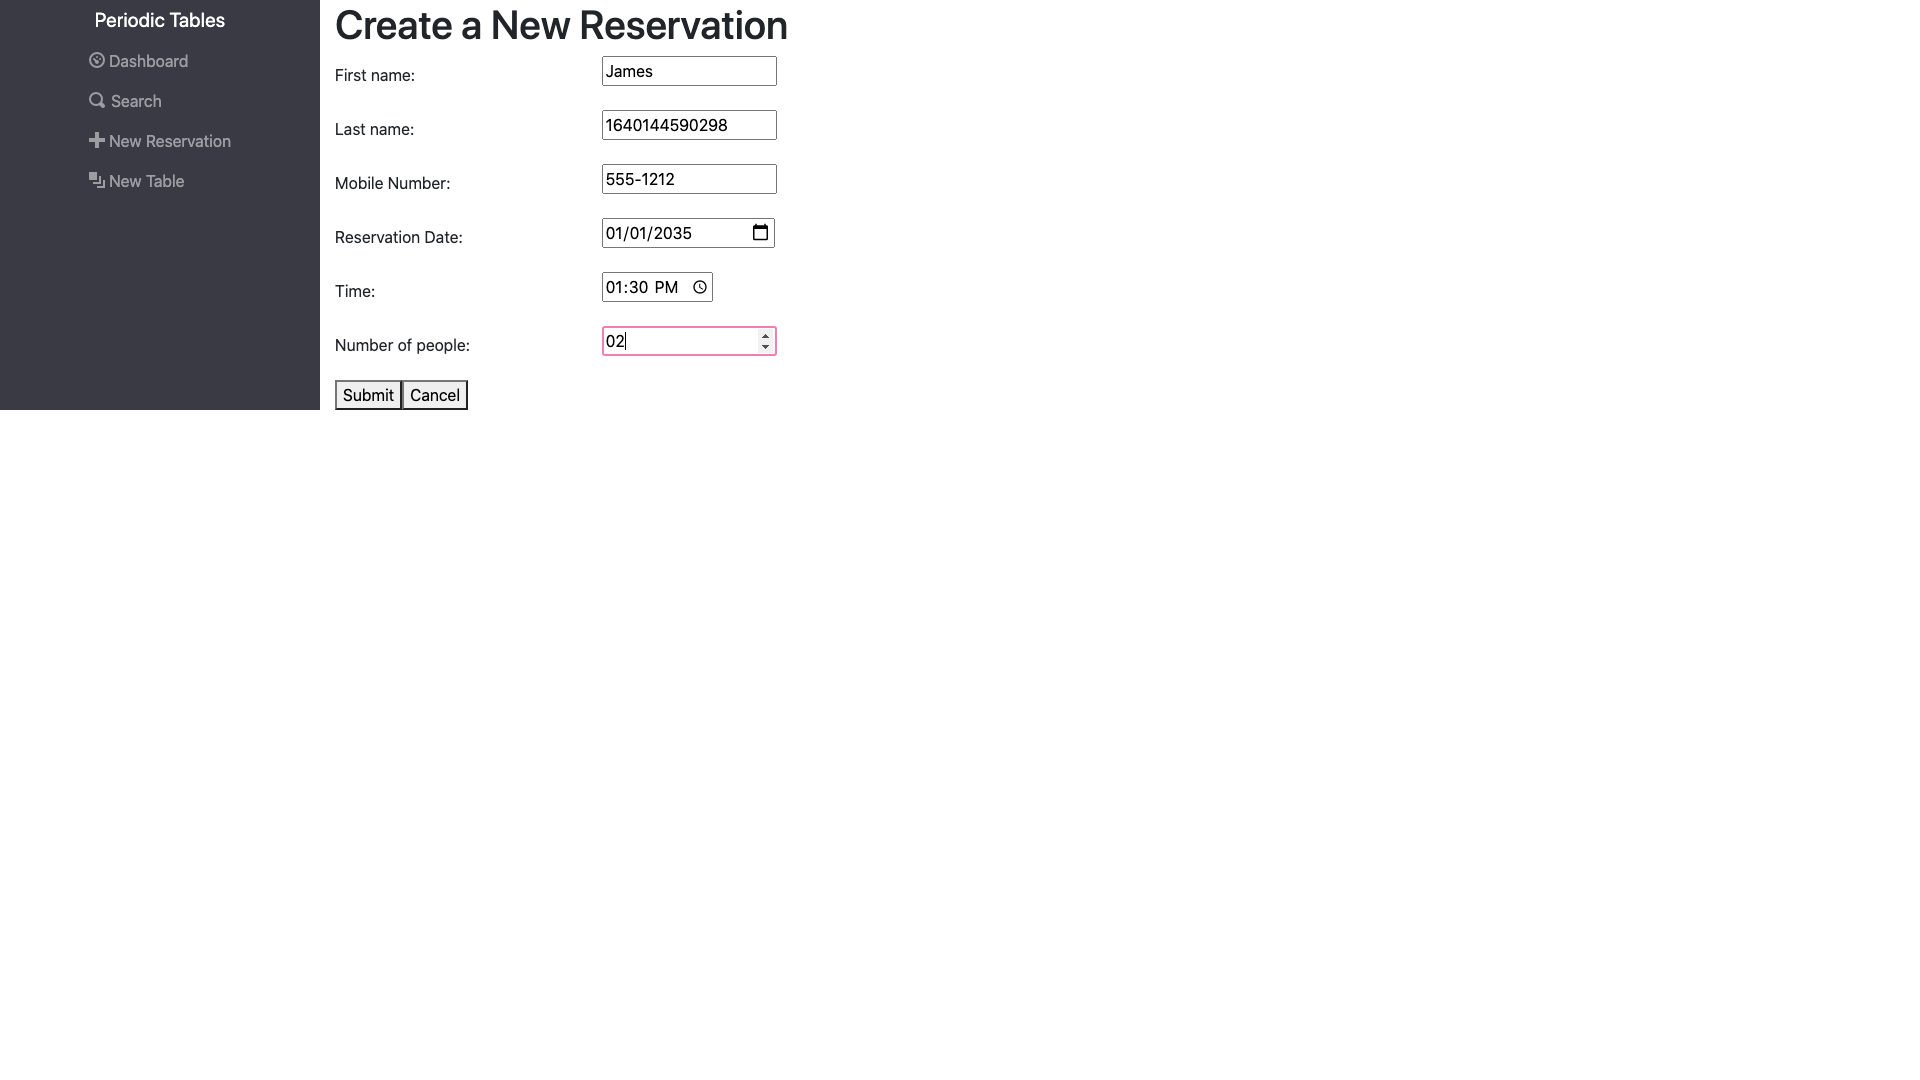 Periodic Tables
Dashboard
Search
New Reservation
New Table
Create a New Reservation
First name: James
Last name: 1640144590298
Mobile Number: 555-1212
Reservation Date: 01/01/2035
Time: 01:30 PM
Number of people: 02
Submit Cancel